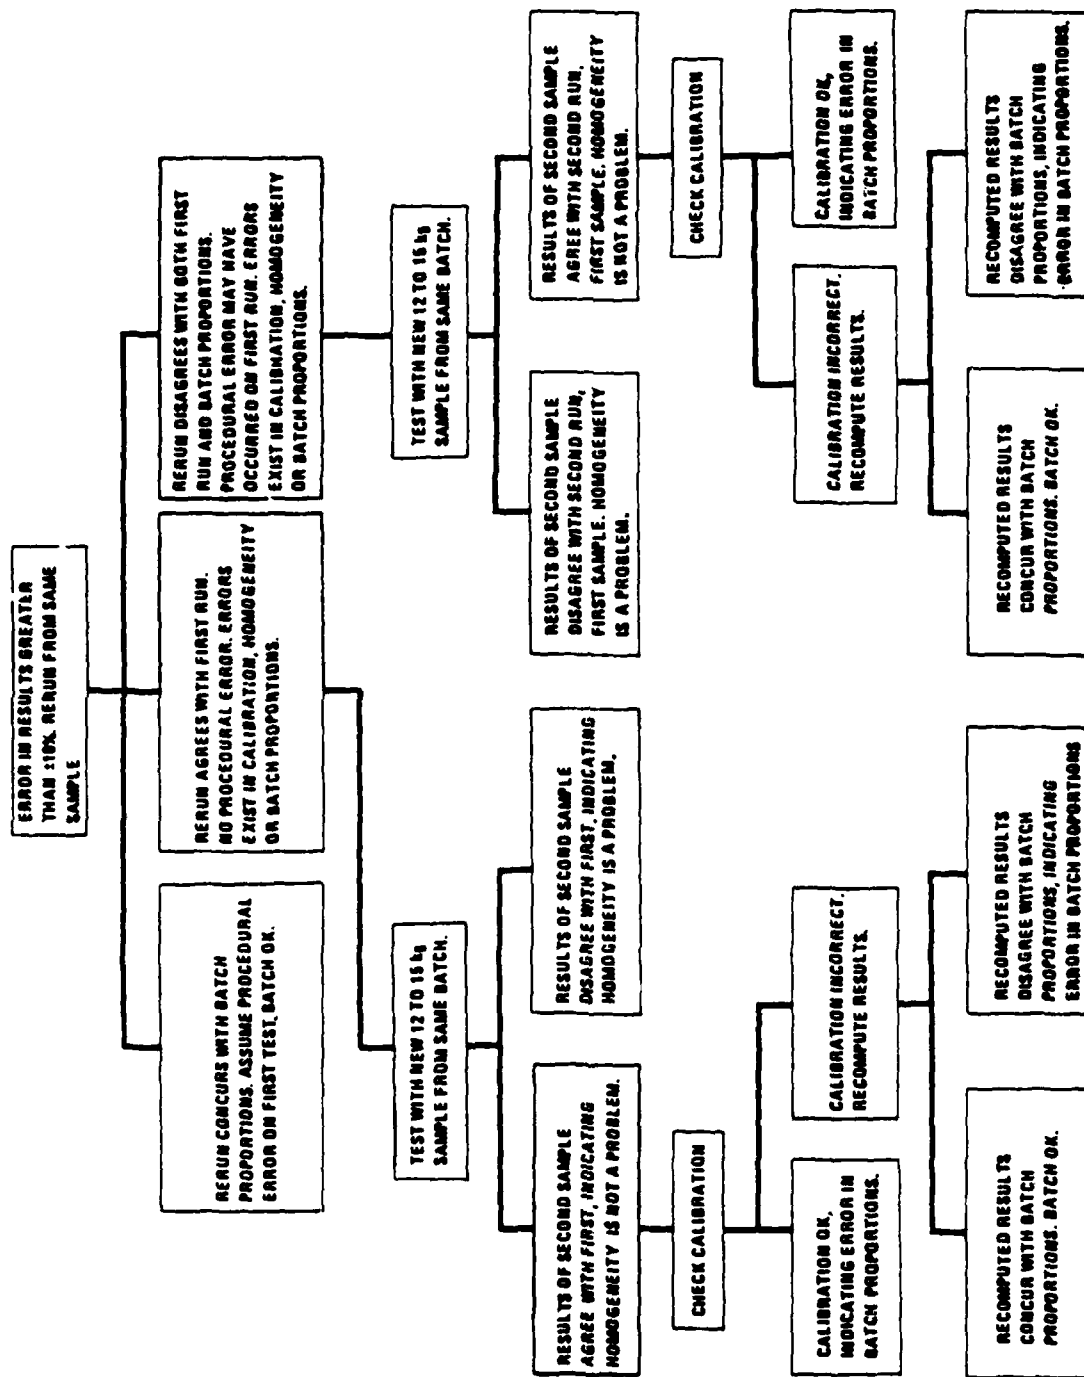 ERROR IN RESULTS GREATER
THAN ±10%. RERUN FROM SAME
SAMPLE
RERUN CONCURS WITH BATCH
PROPORTIONS. ASSUME PROCEDURAL
ERROR ON FIRST TEST. BATCH OK.
RERUN AGREES WITH FIRST RUN.
NO PROCEDURAL ERROR. ERRORS
EXIST IN CALIBRATION, HOMOGENEITY
OR BATCH PROPORTIONS.
RERUN DISAGREES WITH BOTH FIRST
RUN AND BATCH PROPORTIONS.
PROCEDURAL ERROR MAY HAVE
OCCURRED ON FIRST RUN. ERRORS
EXIST IN CALIBRATION, HOMOGENEITY
OR BATCH PROPORTIONS.
TEST WITH NEW 12 TO 15 kg
SAMPLE FROM SAME BATCH.
TEST WITH NEW 12 TO 15 kg
SAMPLE FROM SAME BATCH.
RESULTS OF SECOND SAMPLE
AGREE WITH FIRST, INDICATING
HOMOGENEITY IS NOT A PROBLEM.
RESULTS OF SECOND SAMPLE
DISAGREE WITH FIRST, INDICATING
HOMOGENEITY IS A PROBLEM.
RESULTS OF SECOND SAMPLE
DISAGREE WITH SECOND RUN,
FIRST SAMPLE. HOMOGENEITY
IS A PROBLEM.
RESULTS OF SECOND SAMPLE
AGREE WITH SECOND RUN,
FIRST SAMPLE. HOMOGENEITY
IS NOT A PROBLEM.
CHECK CALIBRATION
CHECK CALIBRATION
CALIBRATION OK,
INDICATING ERROR IN
BATCH PROPORTIONS.
CALIBRATION INCORRECT.
RECOMPUTE RESULTS.
CALIBRATION INCORRECT.
RECOMPUTE RESULTS.
CALIBRATION OK,
INDICATING ERROR IN
BATCH PROPORTIONS.
RECOMPUTED RESULTS
CONCUR WITH BATCH
PROPORTIONS. BATCH OK.
RECOMPUTED RESULTS
DISAGREE WITH BATCH
PROPORTIONS, INDICATING
ERROR IN BATCH PROPORTIONS
RECOMPUTED RESULTS
CONCUR WITH BATCH
PROPORTIONS. BATCH OK.
RECOMPUTED RESULTS
DISAGREE WITH BATCH
PROPORTIONS, INDICATING
ERROR IN BATCH PROPORTIONS.